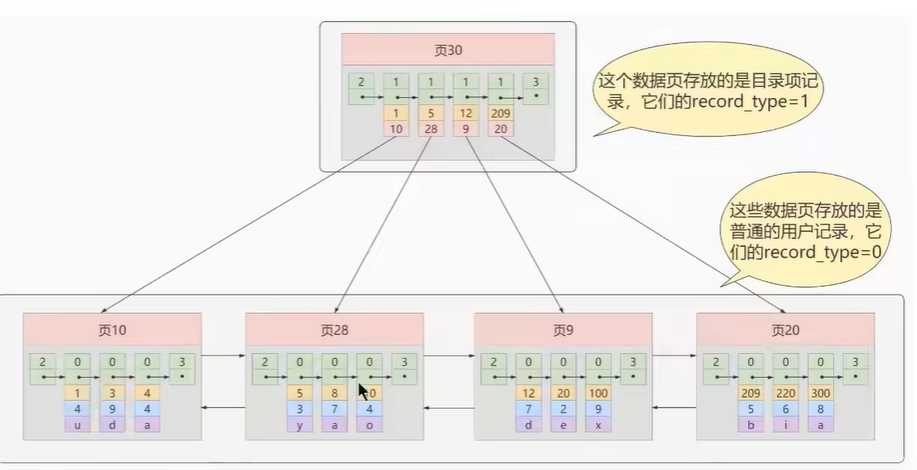 页30
2 1 1 1 1 3
1 5 12 209
10 28 9 20
这个数据页存放的是目录项记
录，它们的record_type=1
这些数据页存放的是
普通的用户记录，它
们的record_type=0
页10
2 0 0 0 3
1 3 4
4 9 4
u d a
页28
2 0 0 0 3
5 8
3 7 4
y a o
页9
2 0 0 0 3
12 20 100
7 2 9
d e x
页20
2 0 0 0 3
209 220 300
5 6 8
b i a